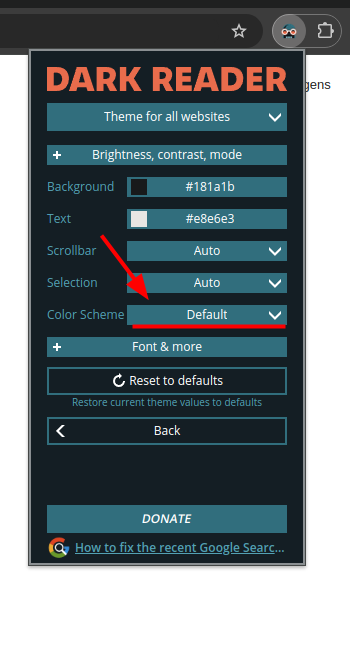 DARK READER
gens
Theme for all websites
Brightness, contrast, mode
Background #181a1b
Text #e8e6e3
Scrollbar Auto
Selection Auto
Color Scheme Default
Font & more
Reset to defaults
Restore current theme values to defaults
Back
DONATE
How to fix the recent Google Searc...